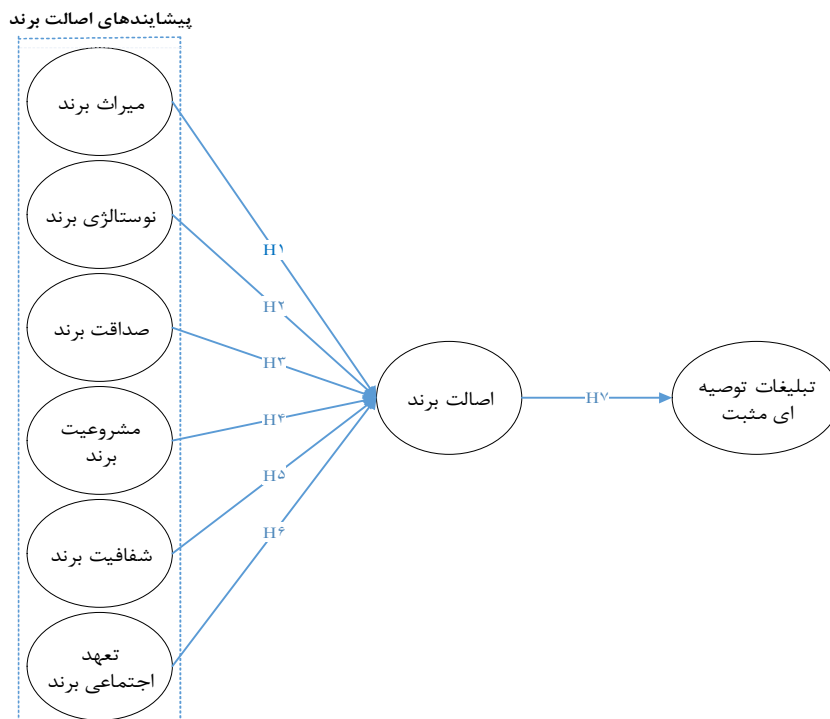 پیشایندهای اصالت برند
میراث برند
نوستالژی برند
صداقت برند
مشروعیت
برند
شفافیت برند
تعهد
اجتماعی برند
H۱
H۲
H۳
H۴
H۵
H۶
اصالت برند
H۷
تبلیغات توصیه
ای مثبت